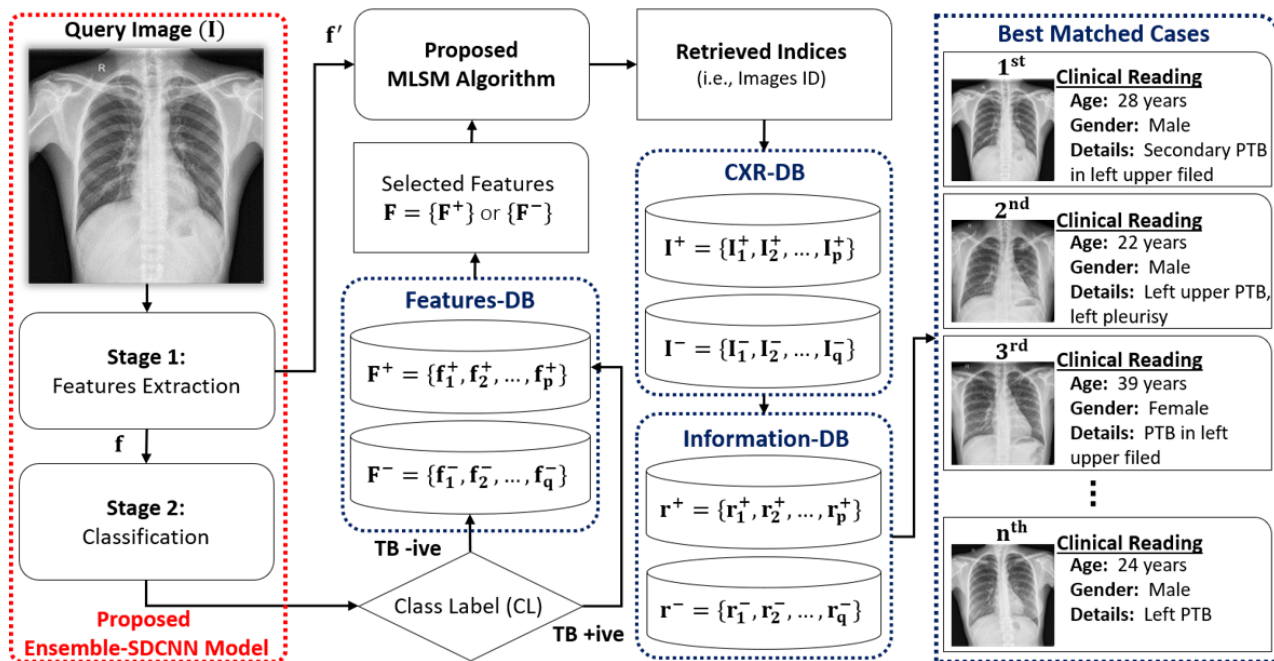 Query Image (I)
R
Stage 1:
Features Extraction
f
Stage 2:
Classification
Proposed
Ensemble-SDCNN Model
f′
Proposed
MLSM Algorithm
Selected Features
F = {F⁺} or {F⁻}
Features-DB
F⁺ = {f₁⁺, f₂⁺, …, fₚ⁺}
F⁻ = {f₁⁻, f₂⁻, …, f_q⁻}
TB -ive
Class Label (CL)
TB +ive
Retrieved Indices
(i.e., Images ID)
CXR-DB
I⁺ = {I₁⁺, I₂⁺, …, Iₚ⁺}
I⁻ = {I₁⁻, I₂⁻, …, I_q⁻}
Information-DB
r⁺ = {r₁⁺, r₂⁺, …, rₚ⁺}
r⁻ = {r₁⁻, r₂⁻, …, r_q⁻}
Best Matched Cases
1st
Clinical Reading
Age: 28 years
Gender: Male
Details: Secondary PTB
in left upper filed
2nd
Clinical Reading
Age: 22 years
Gender: Male
Details: Left upper PTB,
left pleurisy
3rd
Clinical Reading
Age: 39 years
Gender: Female
Details: PTB in left
upper filed
⋮
nth
Clinical Reading
Age: 24 years
Gender: Male
Details: Left PTB